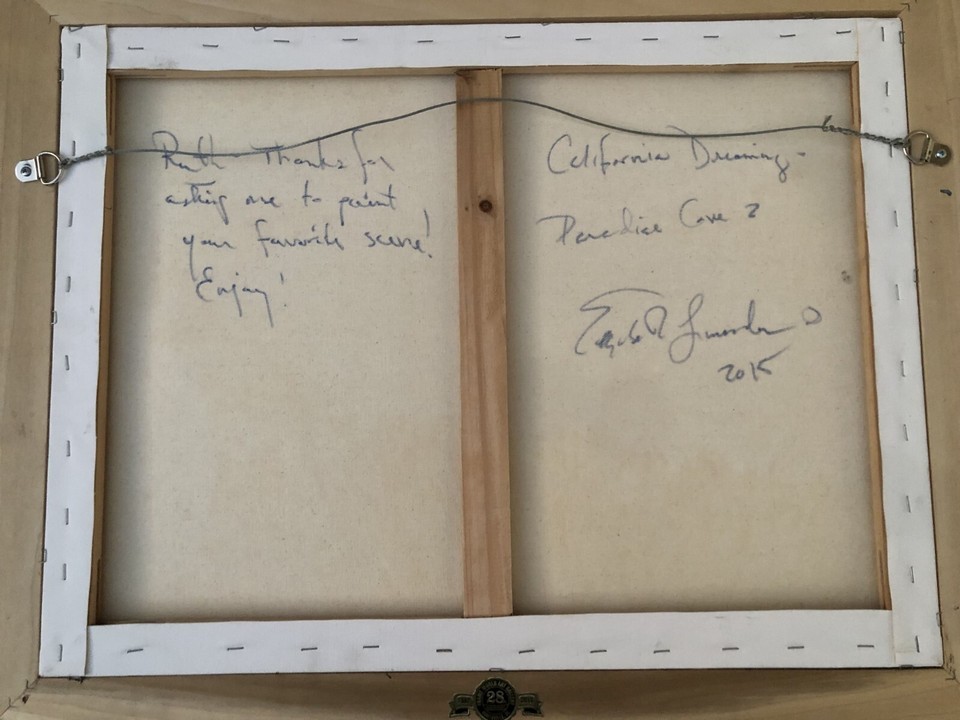 Ruth - Thanks for
asking me to paint
your favorite scene!
Enjoy!
California Dreaming -
Paradise Cove 2
2015
28